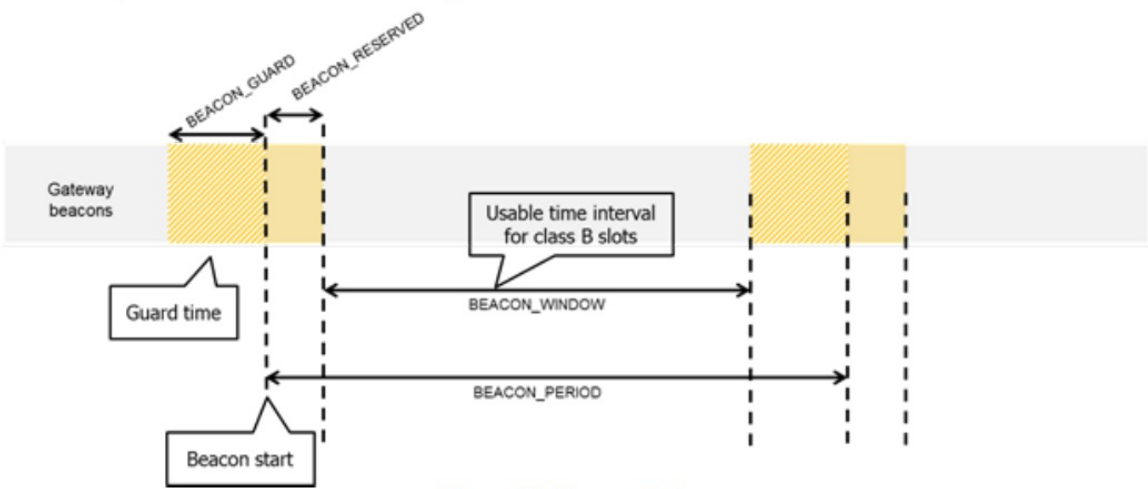 BEACON_GUARD
BEACON_RESERVED
Gateway
beacons
Usable time interval
for class B slots
BEACON_WINDOW
Guard time
BEACON_PERIOD
Beacon start